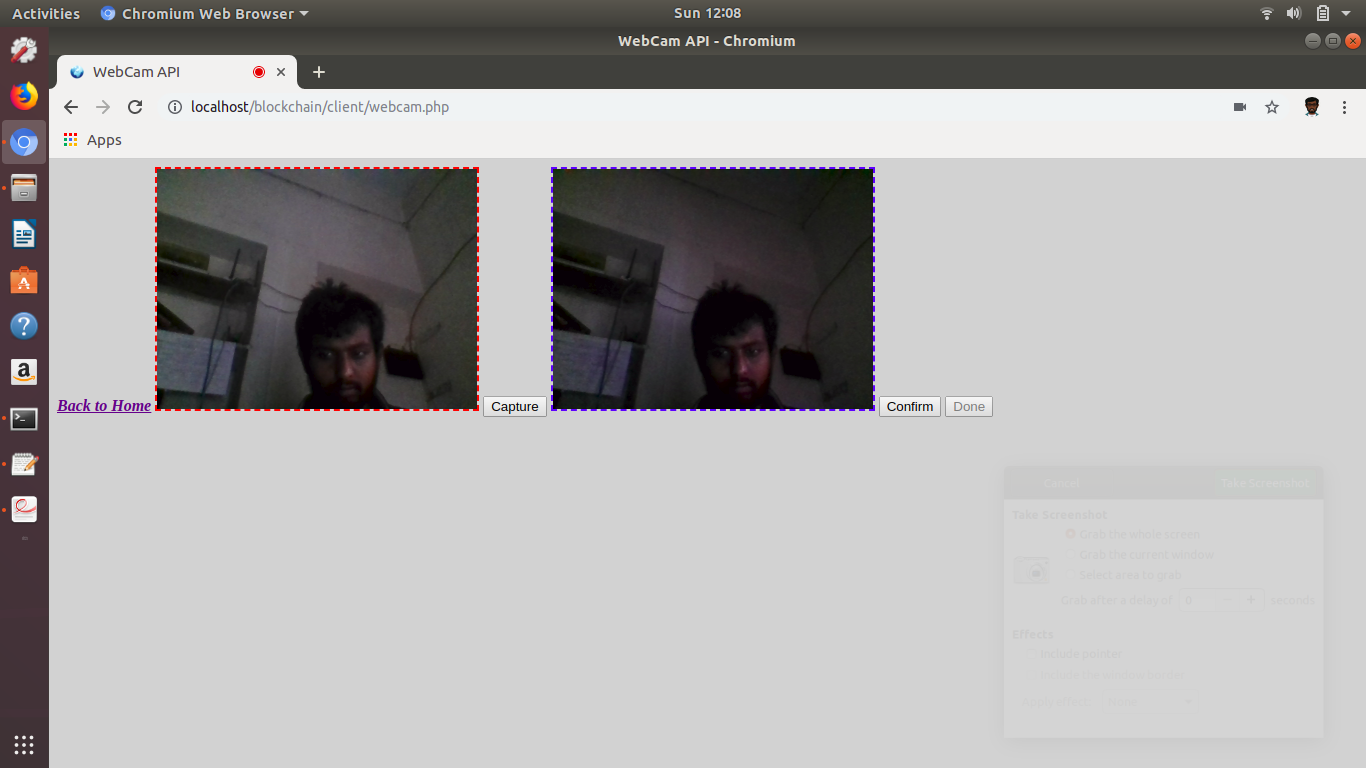 Activities Chromium Web Browser Sun 12:08
WebCam API - Chromium
WebCam API
localhost/blockchain/client/webcam.php
Apps
Back to Home Capture Confirm Done
Cancel Take Screenshot
Take Screenshot
Grab the whole screen
Grab the current window
Select area to grab
Grab after a delay of 0 - + seconds
Effects
Include pointer
Include the window border
Apply effect: None